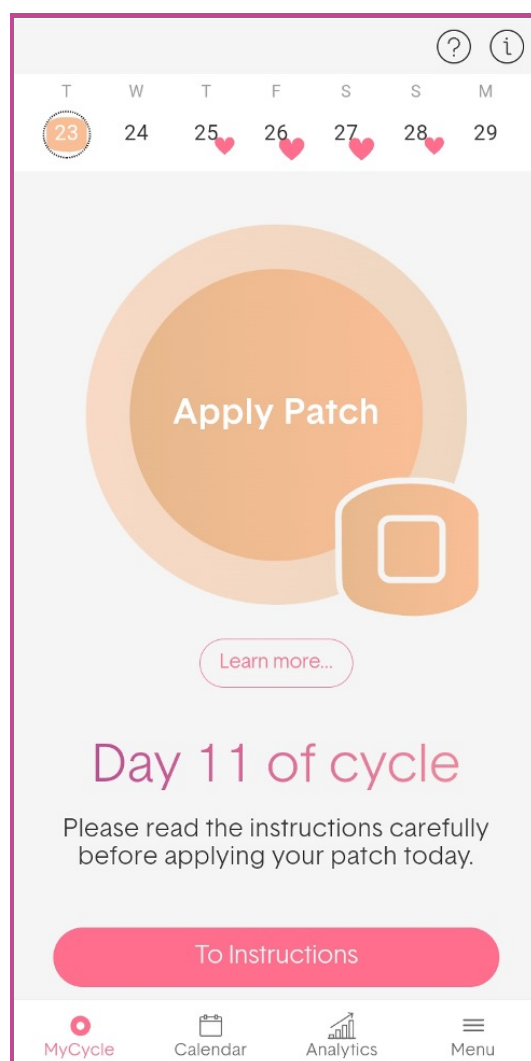 ? i
T W T F S S M
23 24 25 26 27 28 29
Apply Patch
Learn more...
Day 11 of cycle
Please read the instructions carefully
before applying your patch today.
To Instructions
MyCycle Calendar Analytics Menu